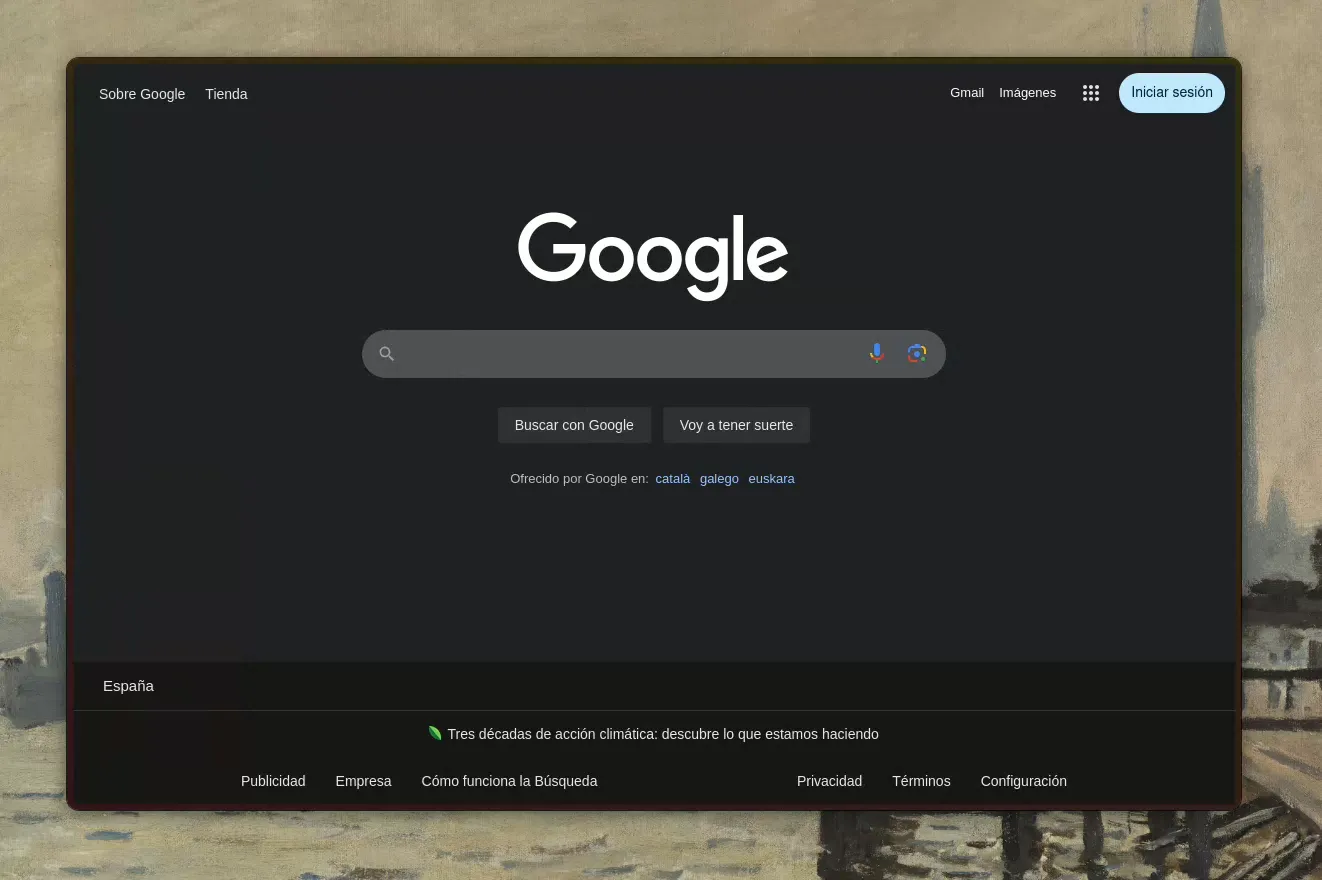 Sobre Google Tienda Gmail Imágenes Iniciar sesión
Google
Buscar con Google Voy a tener suerte
Ofrecido por Google en: català galego euskara
España
Tres décadas de acción climática: descubre lo que estamos haciendo
Publicidad Empresa Cómo funciona la Búsqueda Privacidad Términos Configuración